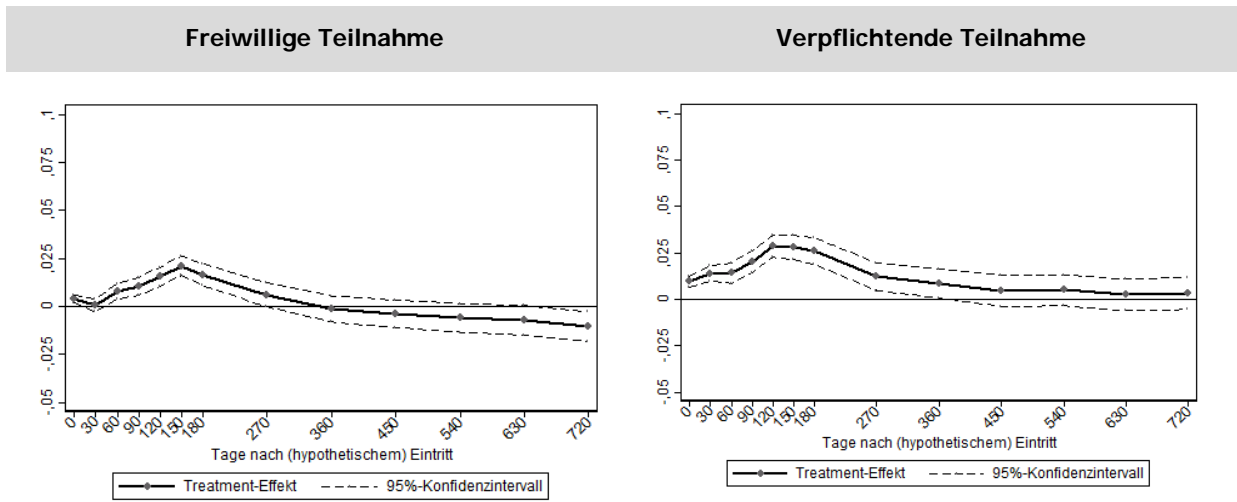 Freiwillige Teilnahme
Verpflichtende Teilnahme
,1
,075
,05
,025
0
-,025
-,05
0 30 60 90 120 150 180 270 360 450 540 630 720
Tage nach (hypothetischem) Eintritt
Treatment-Effekt 95%-Konfidenzintervall
,1
,075
,05
,025
0
-,025
-,05
0 30 60 90 120 150 180 270 360 450 540 630 720
Tage nach (hypothetischem) Eintritt
Treatment-Effekt 95%-Konfidenzintervall